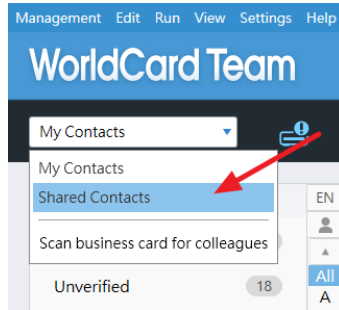 Management Edit Run View Settings Help
WorldCard Team
My Contacts
My Contacts
Shared Contacts
EN
Scan business card for colleagues
All
Unverified 18
A